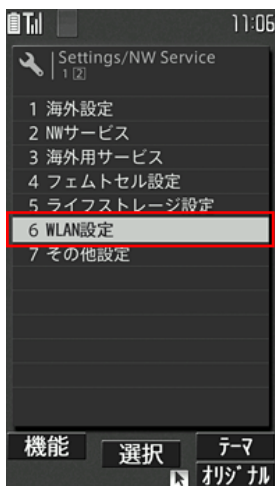 11:06
Settings/NW Service
1 2
1 海外設定
2 NWサービス
3 海外用サービス
4 フェムトセル設定
5 ライフストレージ設定
6 WLAN設定
7 その他設定
機能
選択
テーマ
オリジナル